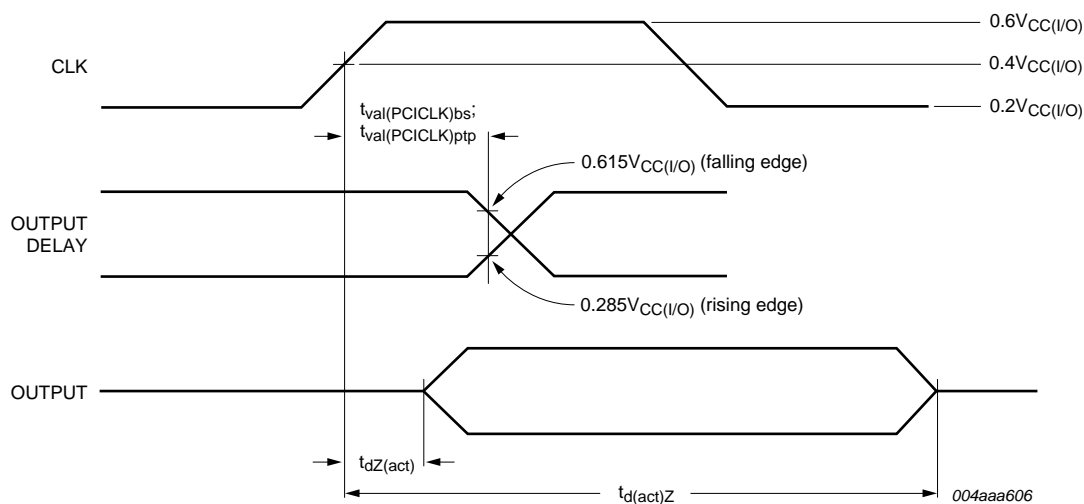 0.6VCC(I/O)
CLK
0.4VCC(I/O)
0.2VCC(I/O)
tval(PCICLK)bs;
tval(PCICLK)ptp
0.615VCC(I/O) (falling edge)
OUTPUT
DELAY
0.285VCC(I/O) (rising edge)
OUTPUT
tdZ(act)
td(act)Z
004aaa606